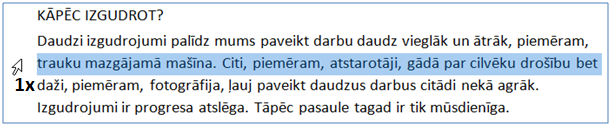 KĀPĒC IZGUDROT?
Daudzi izgudrojumi palīdz mums paveikt darbu daudz vieglāk un ātrāk, piemēram,
trauku mazgājamā mašīna. Citi, piemēram, atstarotāji, gādā par cilvēku drošību bet
1x daži, piemēram, fotogrāfija, ļauj paveikt daudzus darbus citādi nekā agrāk.
Izgudrojumi ir progresa atslēga. Tāpēc pasaule tagad ir tik mūsdienīga.